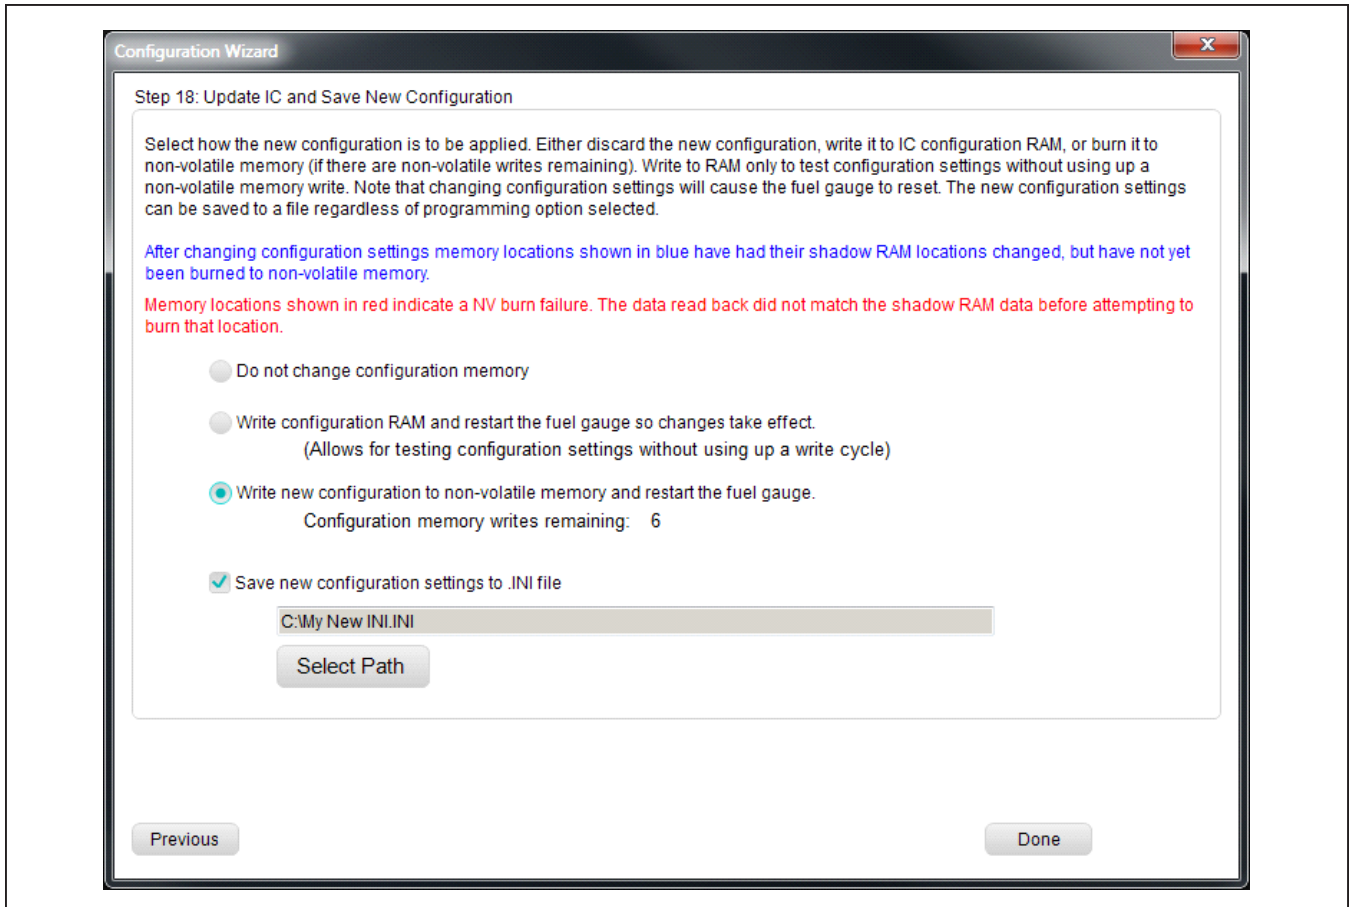 Configuration Wizard
x
Step 18: Update IC and Save New Configuration
Select how the new configuration is to be applied. Either discard the new configuration, write it to IC configuration RAM, or burn it to
non-volatile memory (if there are non-volatile writes remaining). Write to RAM only to test configuration settings without using up a
non-volatile memory write. Note that changing configuration settings will cause the fuel gauge to reset. The new configuration settings
can be saved to a file regardless of programming option selected.
After changing configuration settings memory locations shown in blue have had their shadow RAM locations changed, but have not yet
been burned to non-volatile memory.
Memory locations shown in red indicate a NV burn failure. The data read back did not match the shadow RAM data before attempting to
burn that location.
Do not change configuration memory
Write configuration RAM and restart the fuel gauge so changes take effect.
(Allows for testing configuration settings without using up a write cycle)
Write new configuration to non-volatile memory and restart the fuel gauge.
Configuration memory writes remaining: 6
Save new configuration settings to .INI file
C:\My New INI.INI
Select Path
Previous
Done